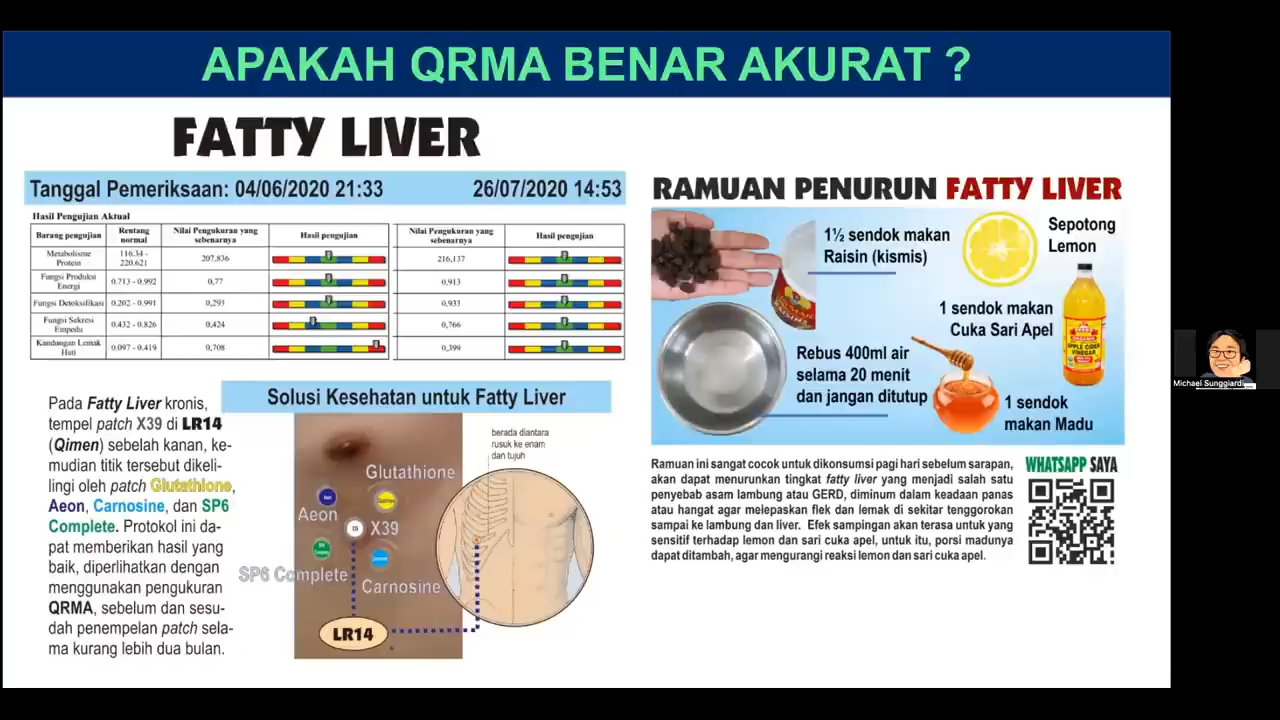 APAKAH QRMA BENAR AKURAT ?
FATTY LIVER
Tanggal Pemeriksaan: 04/06/2020 21:33 26/07/2020 14:53
Hasil Pengujian Aktual
Barang pengujian Rentang normal Nilai Pengukuran yang sebenarnya Hasil pengujian Nilai Pengukuran yang sebenarnya Hasil pengujian
Metabolisme Protein 116.34 - 220.621 207,836 216,137
Fungsi Produksi Energi 0.713 - 0.992 0,77 0,913
Fungsi Detoksifikasi 0.202 - 0.991 0,293 0,933
Fungsi Sekresi Empedu 0.432 - 0.826 0,424 0,766
Kandungan Lemak Hati 0.097 - 0.419 0,708 0,399
Solusi Kesehatan untuk Fatty Liver
Pada Fatty Liver kronis,
tempel patch X39 di LR14
(Qimen) sebelah kanan, ke-
mudian titik tersebut dikeli-
lingi oleh patch Glutathione,
Aeon, Carnosine, dan SP6
Complete. Protokol ini da-
pat memberikan hasil yang
baik, diperlihatkan dengan
menggunakan pengukuran
QRMA, sebelum dan sesu-
dah penempelan patch sela-
ma kurang lebih dua bulan.
berada diantara
rusuk ke enam
dan tujuh
Glutathione
Aeon
X39
SP6 Complete
Carnosine
LR14
RAMUAN PENURUN FATTY LIVER
1½ sendok makan
Raisin (kismis)
Sepotong
Lemon
1 sendok makan
Cuka Sari Apel
Rebus 400ml air
selama 20 menit
dan jangan ditutup
1 sendok
makan Madu
APPLE CIDER
VINEGAR
Ramuan ini sangat cocok untuk dikonsumsi pagi hari sebelum sarapan,
akan dapat menurunkan tingkat fatty liver yang menjadi salah satu
penyebab asam lambung atau GERD, diminum dalam keadaan panas
atau hangat agar melepaskan flek dan lemak di sekitar tenggorokan
sampai ke lambung dan liver. Efek sampingan akan terasa untuk yang
sensitif terhadap lemon dan sari cuka apel, untuk itu, porsi madunya
dapat ditambah, agar mengurangi reaksi lemon dan sari cuka apel.
WHATSAPP SAYA
Michael Sunggiardi